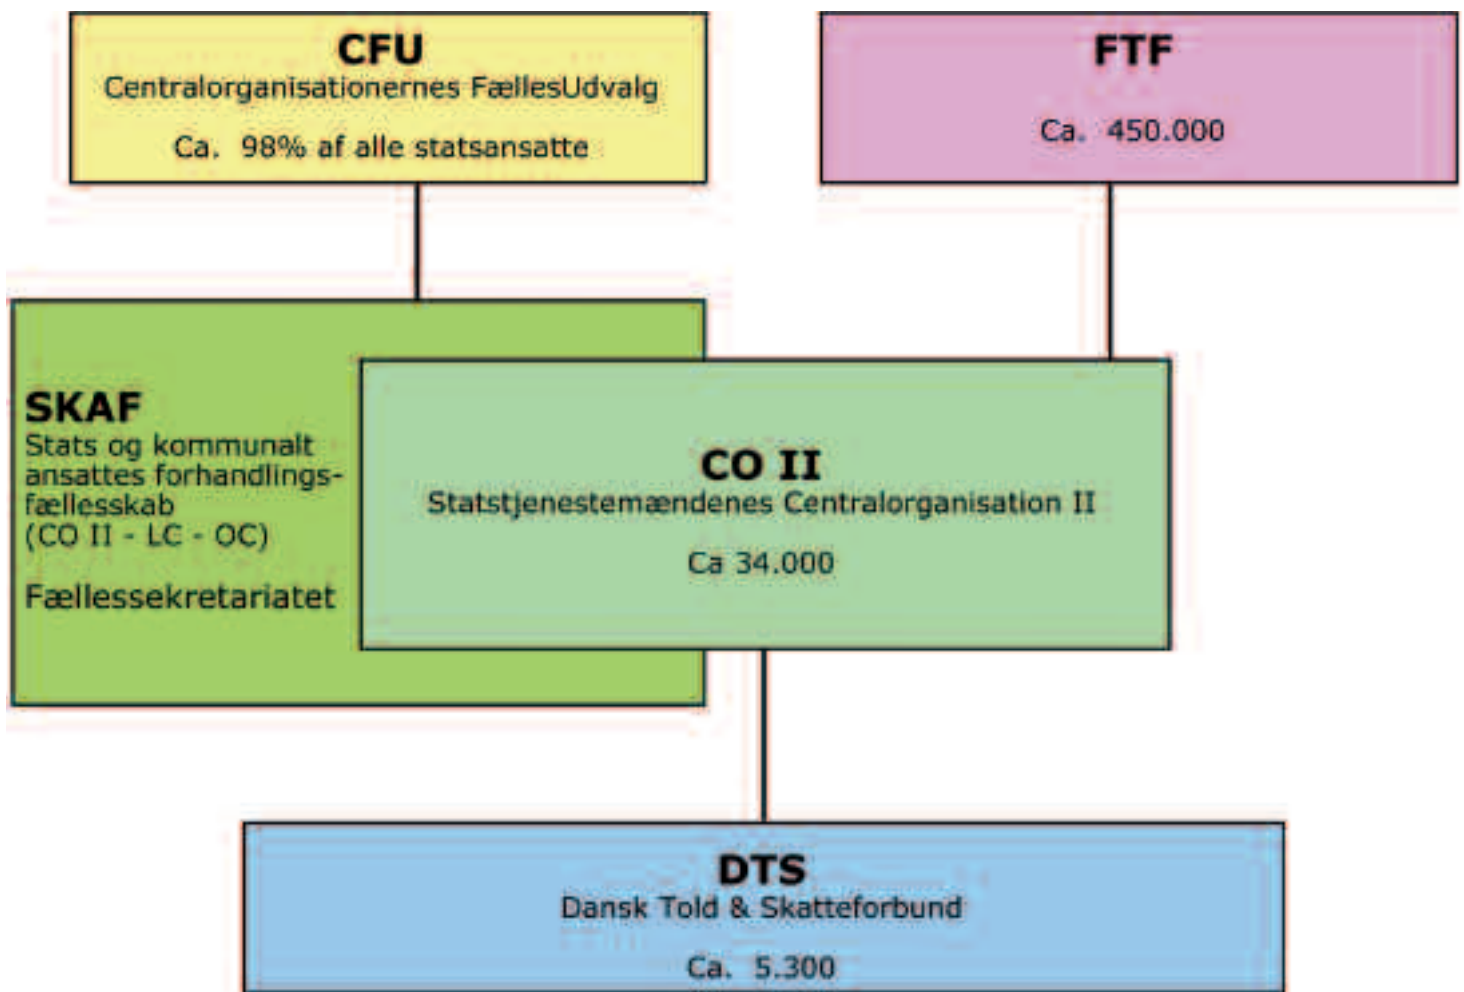 CFU
Centralorganisationernes FællesUdvalg
Ca. 98% af alle statsansatte
FTF
Ca. 450.000
SKAF
Stats og kommunalt
ansattes forhandlings-
fællesskab
(CO II - LC - OC)
Fællessekretariatet
CO II
Statstjenestemændenes Centralorganisation II
Ca 34.000
DTS
Dansk Told & Skatteforbund
Ca. 5.300